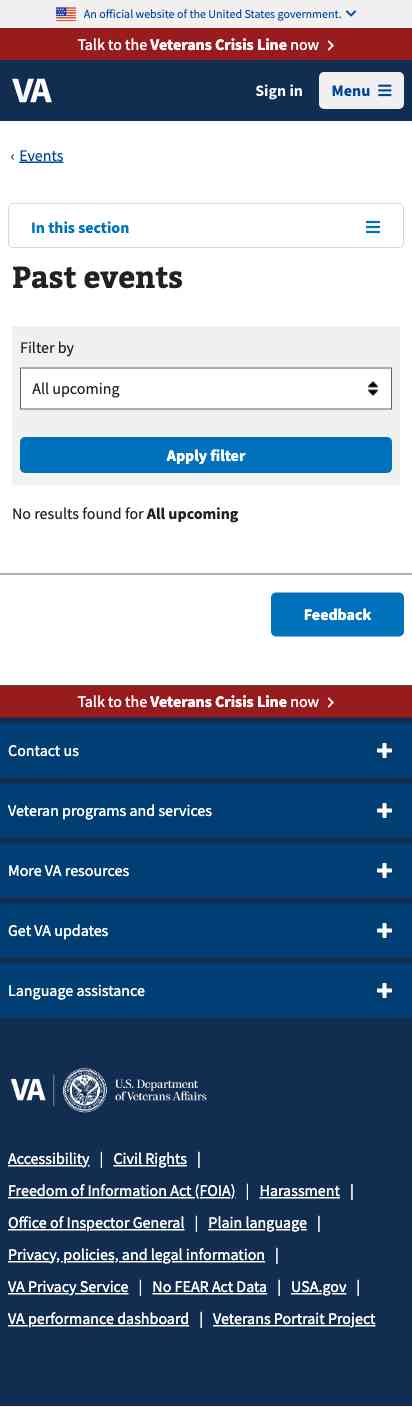 An official website of the United States government.
Talk to the Veterans Crisis Line now
VA
Sign in
Menu
‹ Events
In this section
Past events
Filter by
All upcoming
Apply filter
No results found for All upcoming
Feedback
Talk to the Veterans Crisis Line now
Contact us
Veteran programs and services
More VA resources
Get VA updates
Language assistance
VA | U.S. Department
of Veterans Affairs
Accessibility | Civil Rights |
Freedom of Information Act (FOIA) | Harassment |
Office of Inspector General | Plain language |
Privacy, policies, and legal information |
VA Privacy Service | No FEAR Act Data | USA.gov |
VA performance dashboard | Veterans Portrait Project